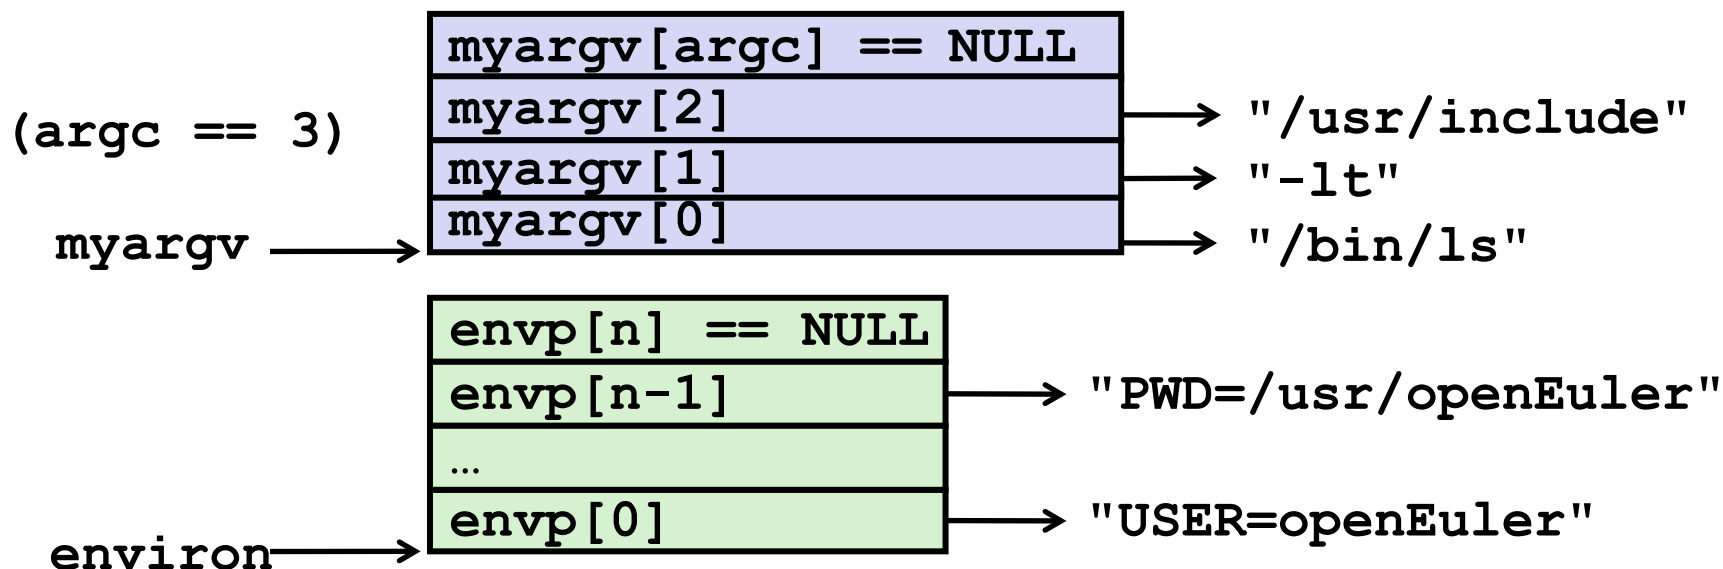 myargv[argc] == NULL
myargv[2]
"/usr/include"
(argc == 3)
myargv[1]
"-lt"
myargv[0]
myargv
"/bin/ls"
envp[n] == NULL
envp[n-1]
"PWD=/usr/openEuler"
…
envp[0]
"USER=openEuler"
environ